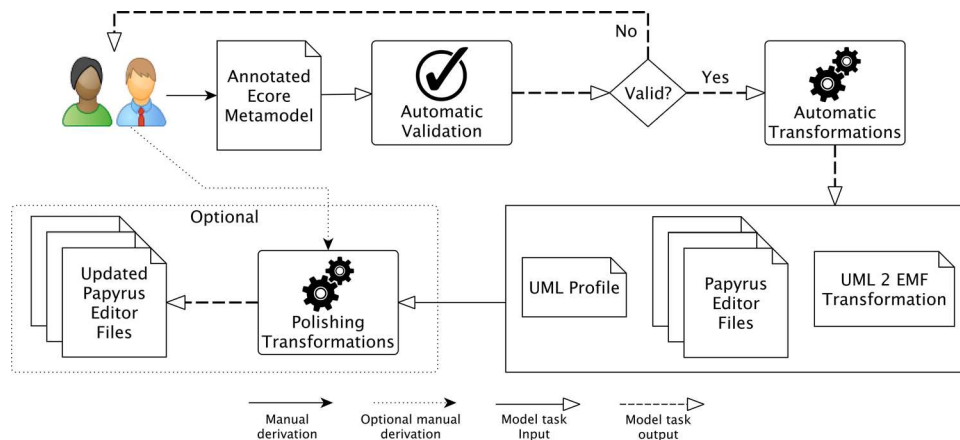 No
Annotated
Ecore
Metamodel
Automatic
Validation
Valid?
Yes
Automatic
Transformations
Optional
Updated
Papyrus
Editor
Files
Polishing
Transformations
UML Profile
Papyrus
Editor
Files
UML 2 EMF
Transformation
Manual
derivation
Optional manual
derivation
Model task
Input
Model task
output